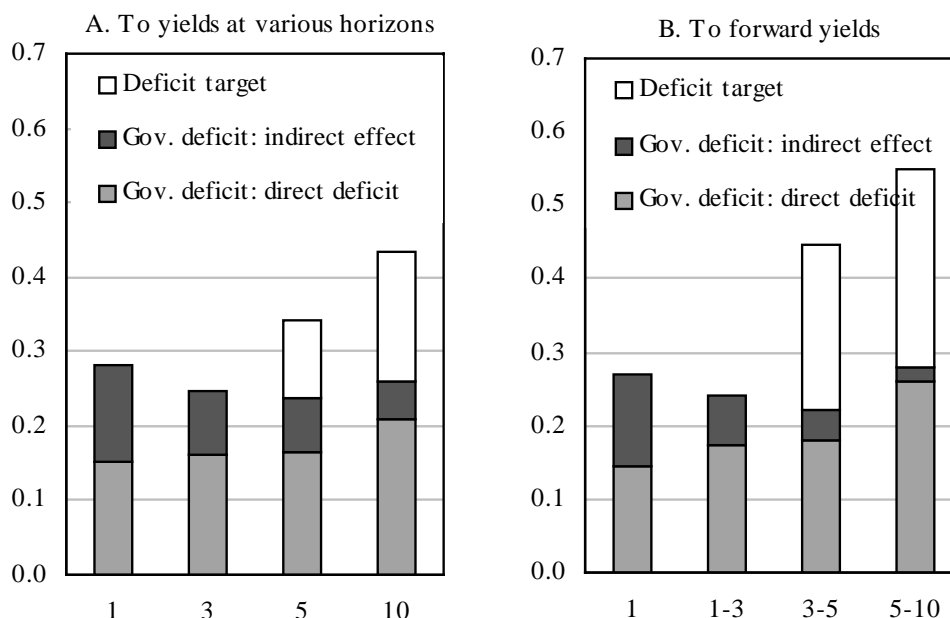 A. To yields at various horizons
0.7
0.6
0.5
0.4
0.3
0.2
0.1
0.0
Deficit target
Gov. deficit: indirect effect
Gov. deficit: direct deficit
1 3 5 10
B. To forward yields
0.7
0.6
0.5
0.4
0.3
0.2
0.1
0.0
Deficit target
Gov. deficit: indirect effect
Gov. deficit: direct deficit
1 1-3 3-5 5-10